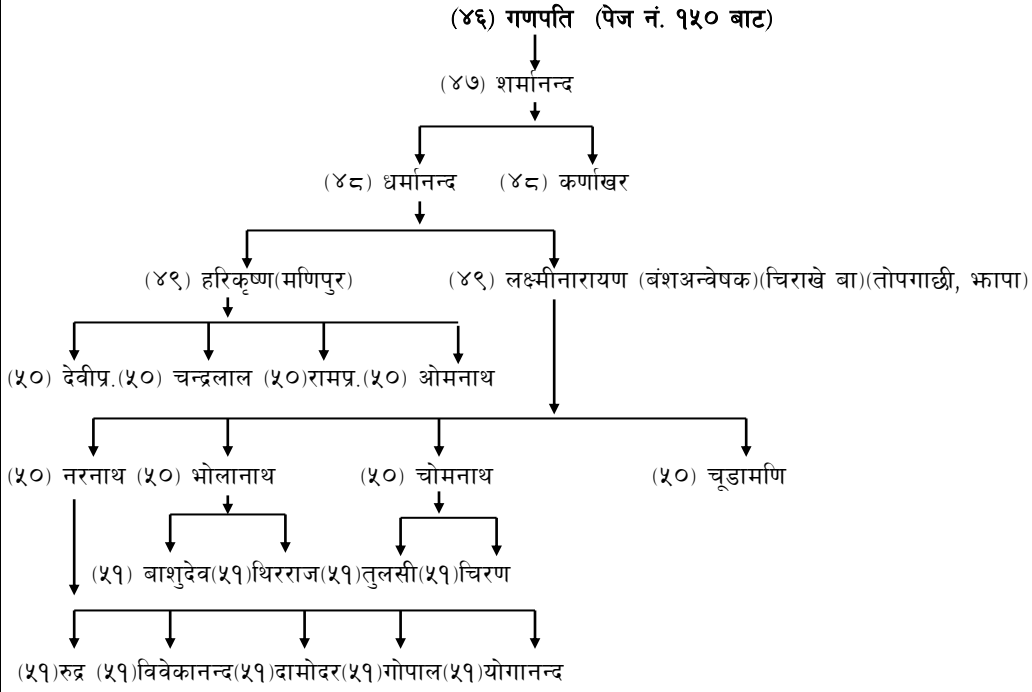 (४६) गणपति (पेज नं. १५० बाट)
(४७) शर्मानन्द
(४८) धर्मानन्द (४८) कर्णाखर
(४९) हरिकृष्ण(मणिपुर) (४९) लक्ष्मीनारायण (बंशअन्वेषक)(चिराखे बा)(तोपगाछी, झापा)
(५०) देवीप्र.(५०) चन्द्रलाल (५०)रामप्र.(५०) ओमनाथ
(५०) नरनाथ (५०) भोलानाथ (५०) चोमनाथ (५०) चूडामणि
(५१) बाशुदेव(५१)थिरराज(५१)तुलसी(५१)चिरण
(५१)रुद्र (५१)विवेकानन्द(५१)दामोदर(५१)गोपाल(५१)योगानन्द